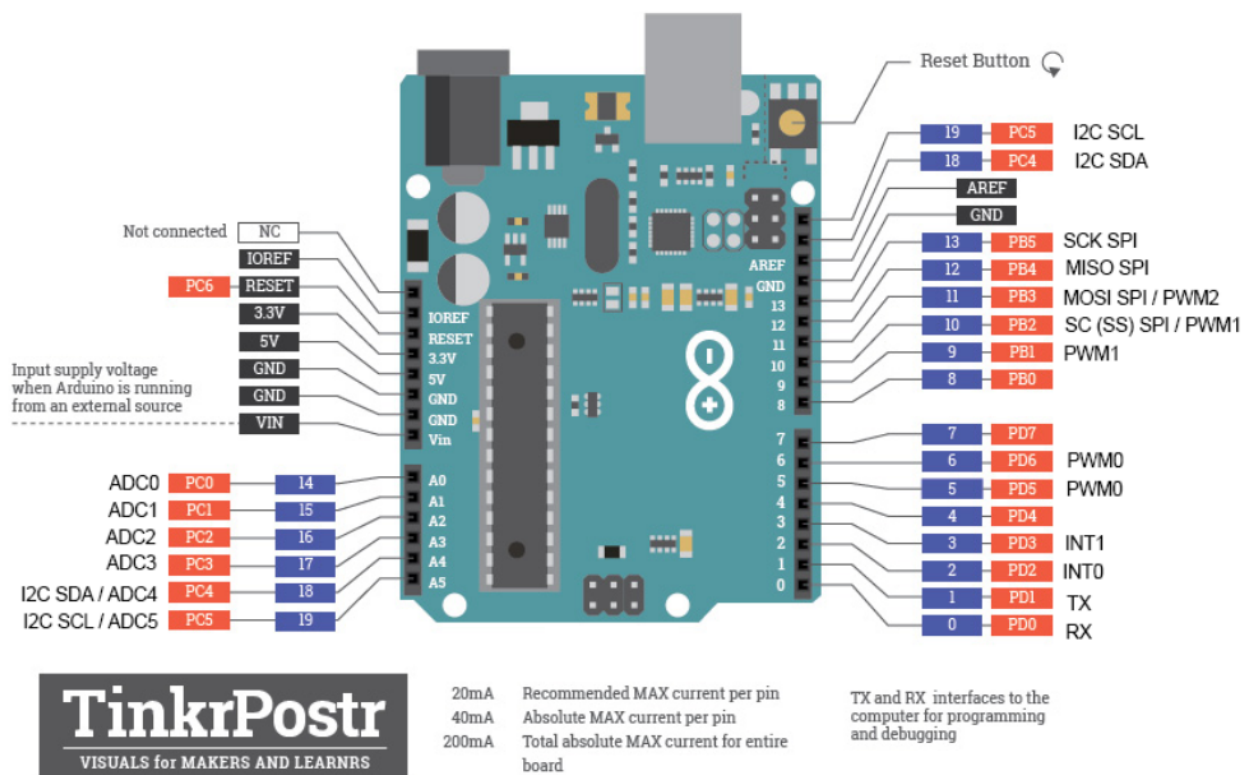 Reset Button
19 PC5 I2C SCL
18 PC4 I2C SDA
AREF
GND
13 PB5 SCK SPI
12 PB4 MISO SPI
11 PB3 MOSI SPI / PWM2
10 PB2 SC (SS) SPI / PWM1
9 PB1 PWM1
8 PB0
7 PD7
6 PD6 PWM0
5 PD5 PWM0
4 PD4
3 PD3 INT1
2 PD2 INT0
1 PD1 TX
0 PD0 RX
Not connected NC
IOREF
PC6 RESET
3.3V
5V
GND
GND
VIN
Input supply voltage
when Arduino is running
from an external source
ADC0 PC0 14
ADC1 PC1 15
ADC2 PC2 16
ADC3 PC3 17
I2C SDA / ADC4 PC4 18
I2C SCL / ADC5 PC5 19
IOREF
RESET
3.3V
5V
GND
GND
Vin
A0
A1
A2
A3
A4
A5
AREF
GND
13
12
11
10
9
8
7
6
5
4
3
2
1
0
TinkrPostr
VISUALS for MAKERS AND LEARNRS
20mA Recommended MAX current per pin
40mA Absolute MAX current per pin
200mA Total absolute MAX current for entire
board
TX and RX interfaces to the
computer for programming
and debugging